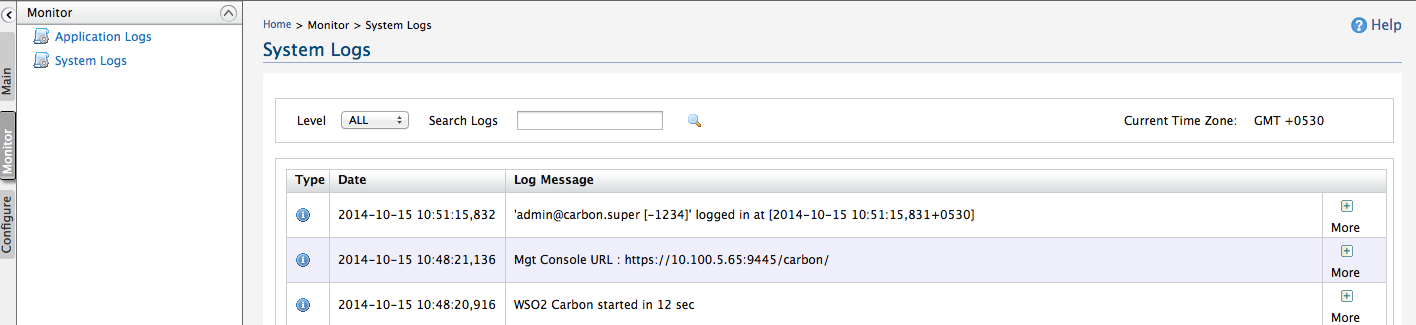 Monitor
Application Logs
System Logs
Main
Monitor
Configure
Home > Monitor > System Logs
Help
System Logs
Level ALL Search Logs Current Time Zone: GMT +0530
Type Date Log Message
2014-10-15 10:51:15,832 'admin@carbon.super [-1234]' logged in at [2014-10-15 10:51:15,831+0530] More
2014-10-15 10:48:21,136 Mgt Console URL : https://10.100.5.65:9445/carbon/ More
2014-10-15 10:48:20,916 WSO2 Carbon started in 12 sec More